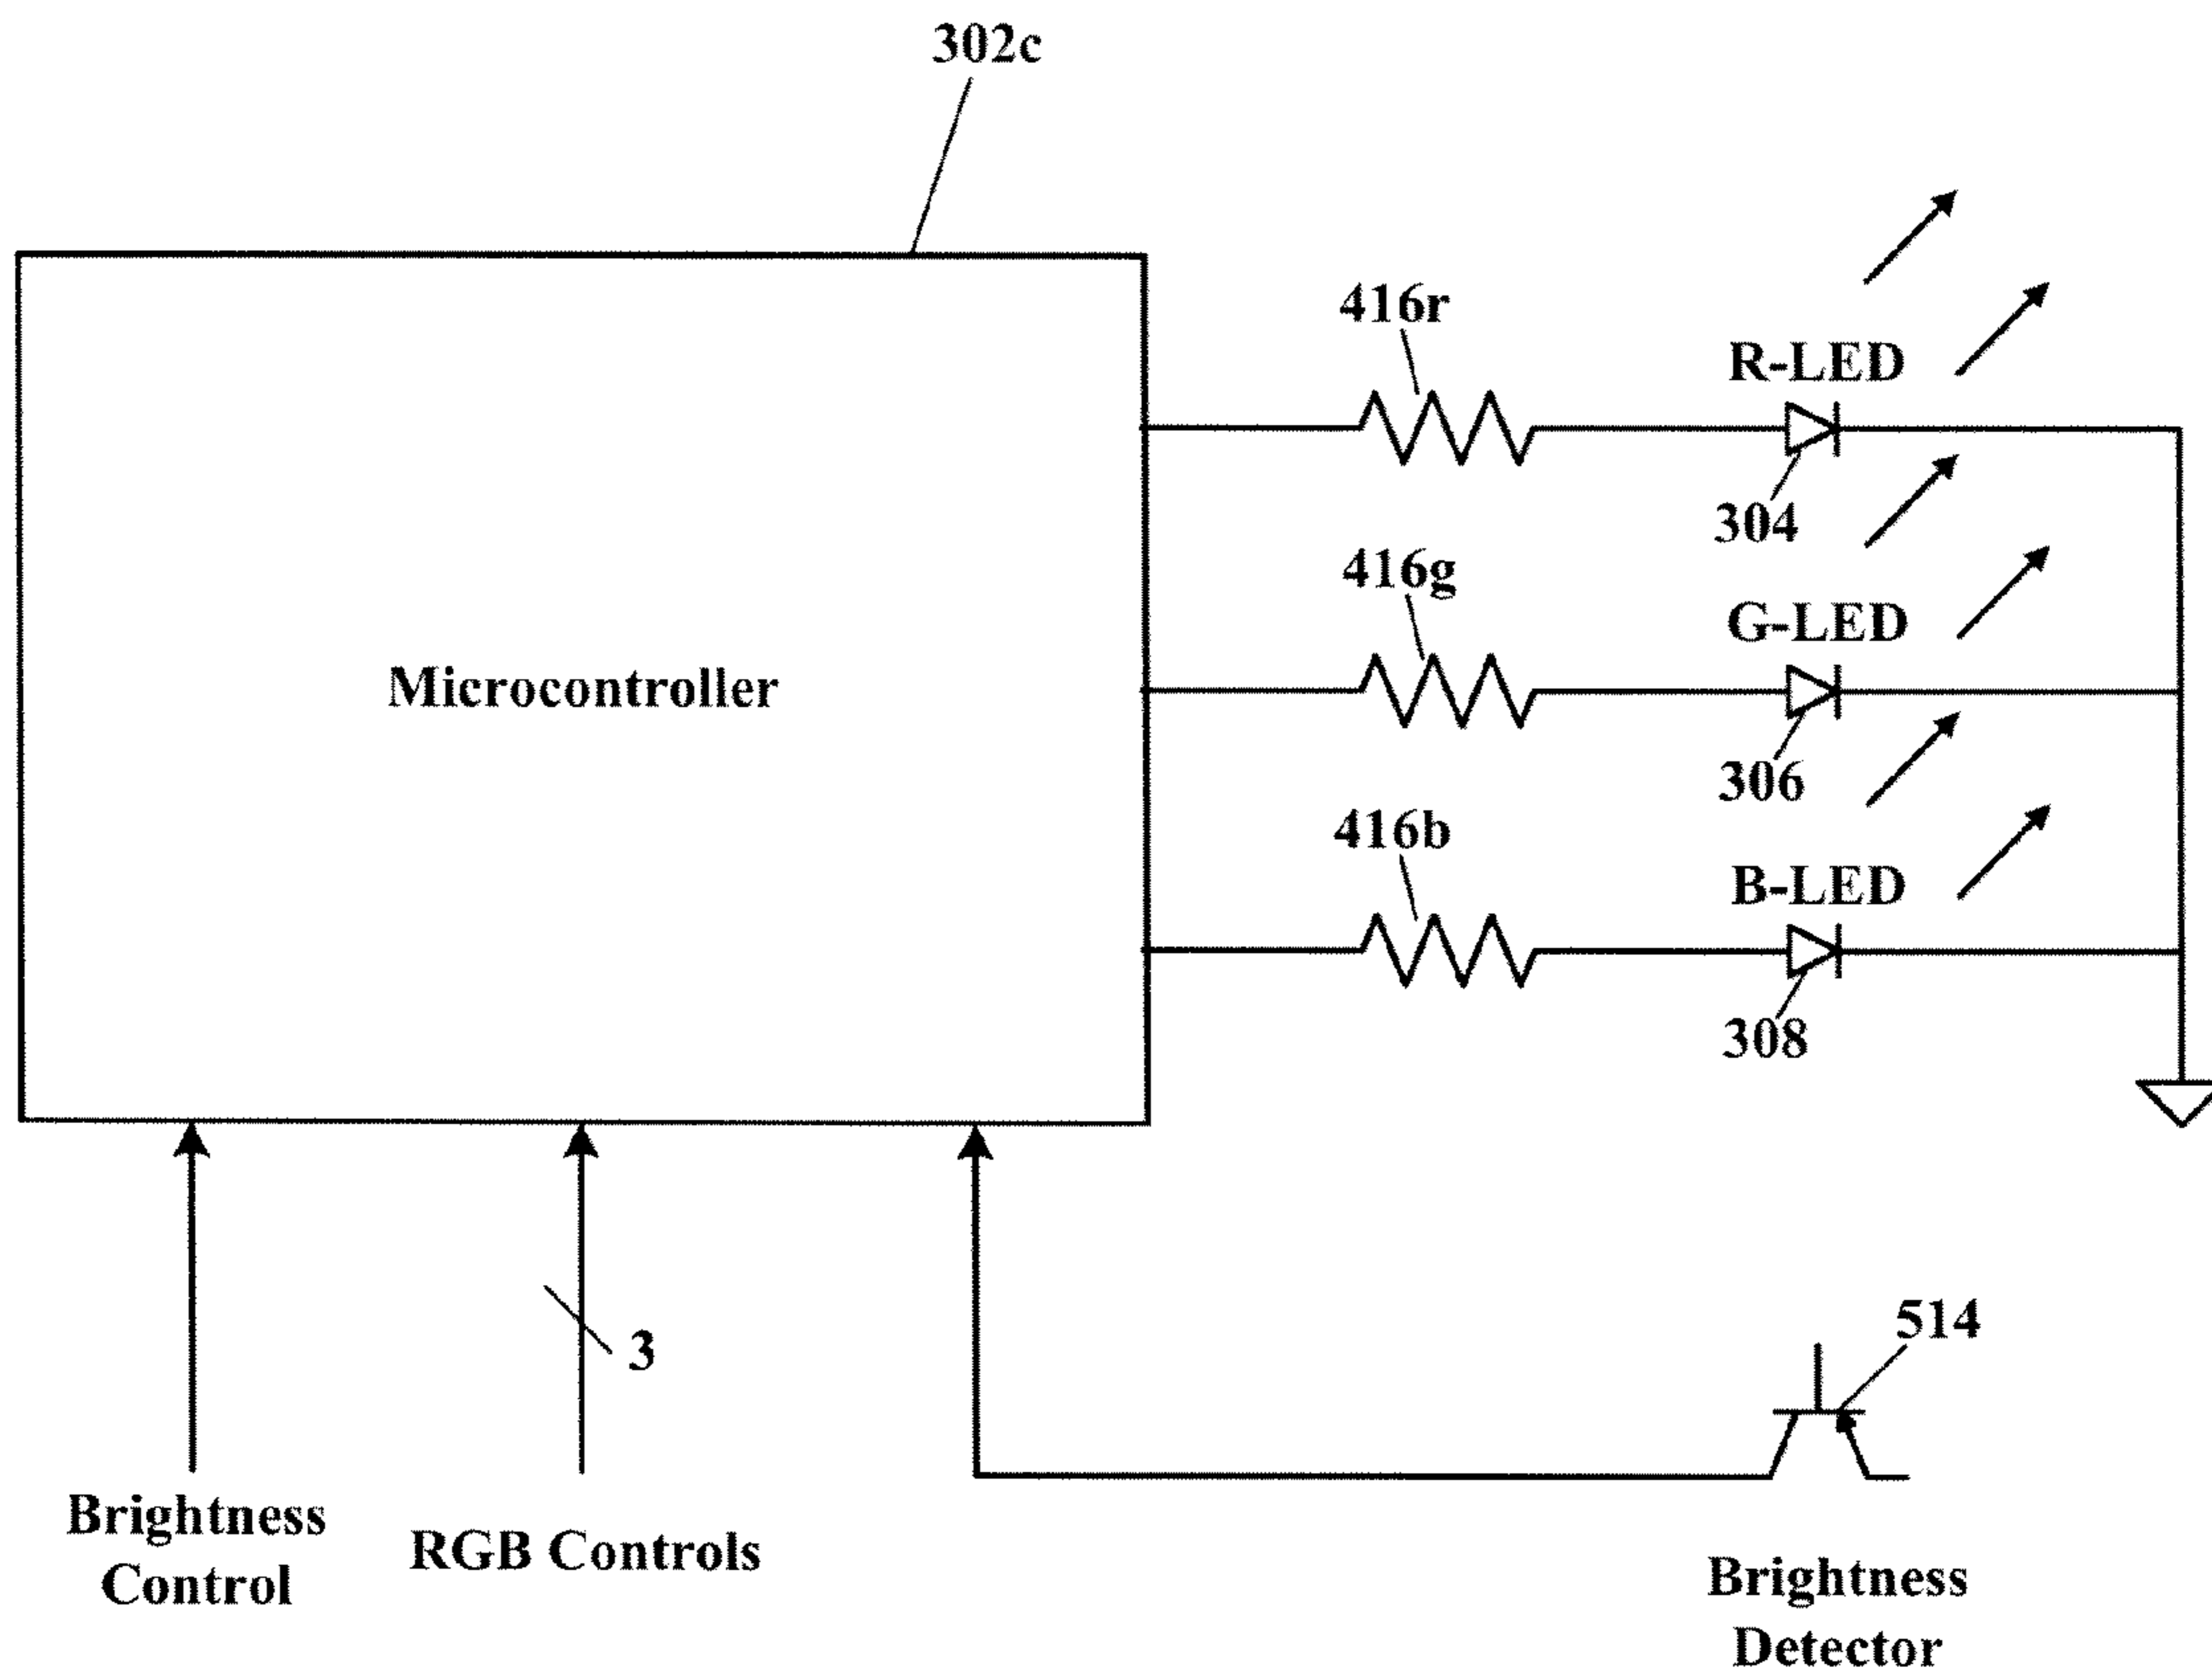 302c
416r
R-LED
304
416g
G-LED
Microcontroller
306
416b
B-LED
308
514
3
Brightness
Control
RGB Controls
Brightness
Detector